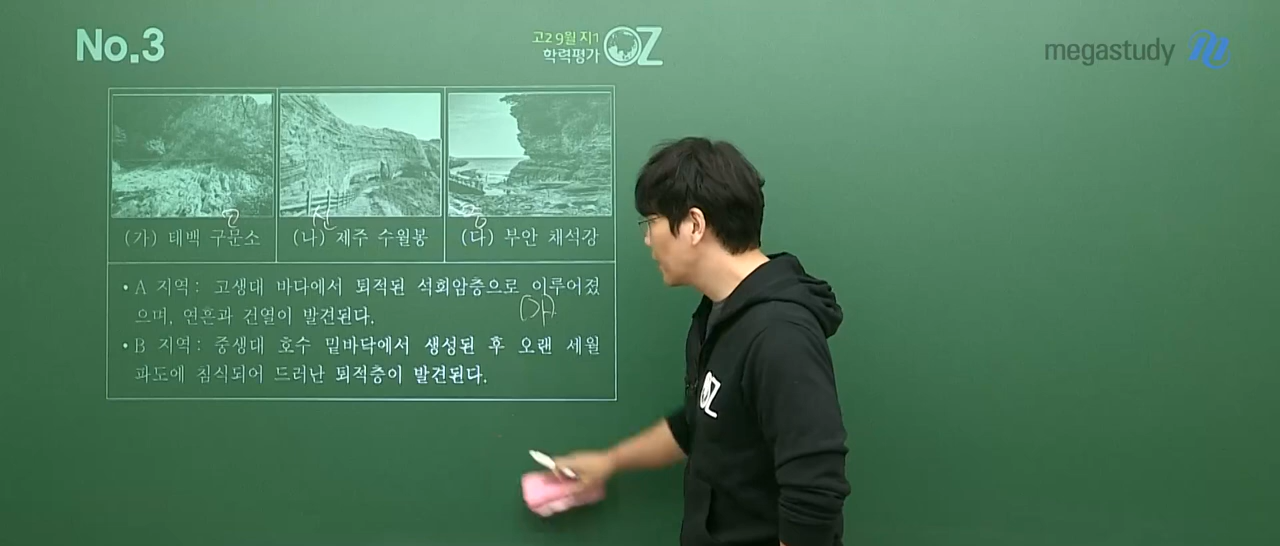 No.3
고2 9월 지1
학력평가 OZ
megastudy
고
신
중
(가) 태백 구문소
(나) 제주 수월봉
(다) 부안 채석강
• A 지역 : 고생대 바다에서 퇴적된 석회암층으로 이루어졌
으며, 연흔과 건열이 발견된다.
(가)
• B 지역 : 중생대 호수 밑바닥에서 생성된 후 오랜 세월
파도에 침식되어 드러난 퇴적층이 발견된다.
OZ